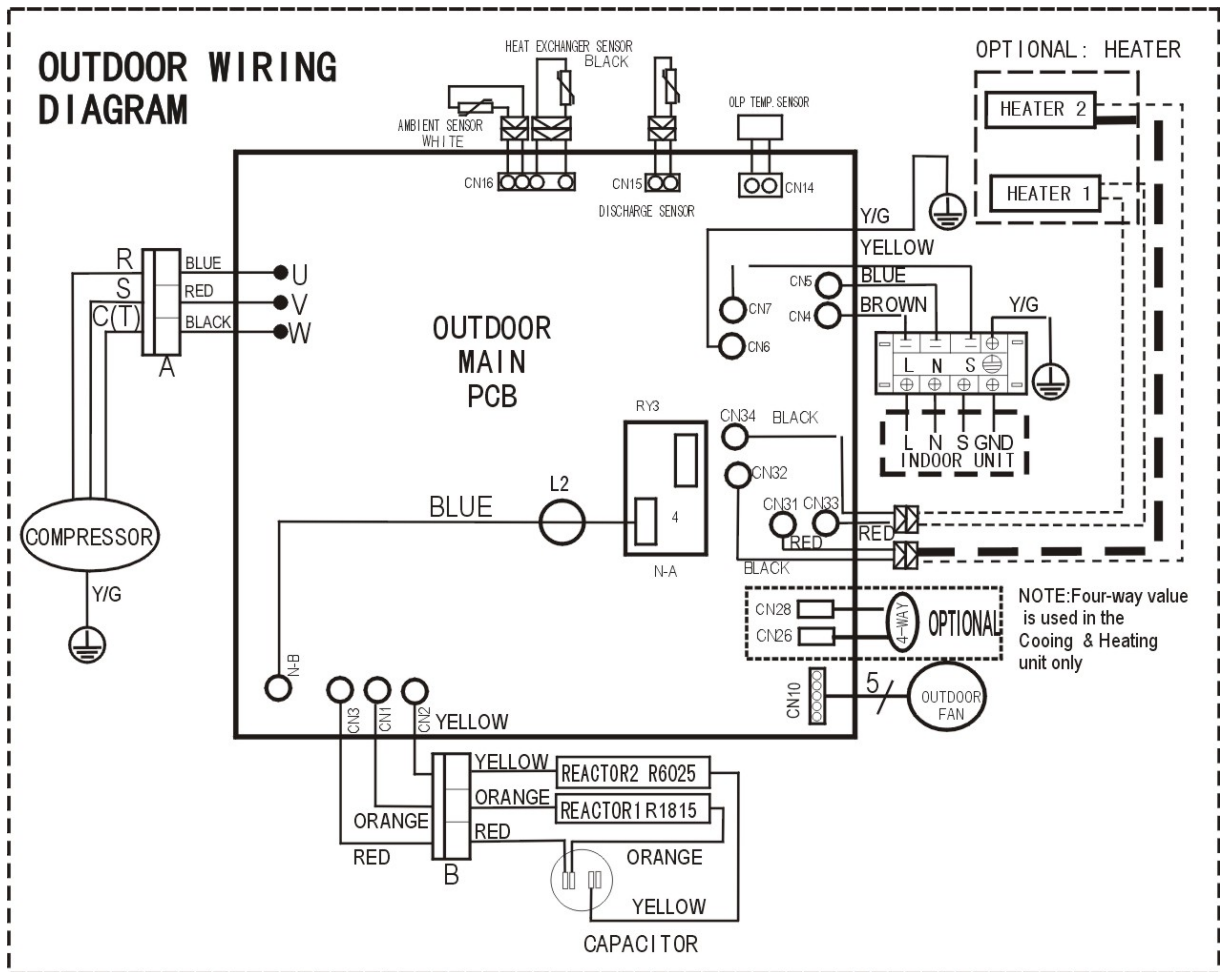 OUTDOOR WIRING
DIAGRAM
HEAT EXCHANGER SENSOR
BLACK
AMBIENT SENSOR
WHITE
OLP TEMP.SENSOR
OPTIONAL: HEATER
HEATER 2
HEATER 1
CN16
CN15
CN14
DISCHARGE SENSOR
Y/G
YELLOW
BLUE
BROWN
Y/G
CN5
CN4
CN7
CN6
R
S
C(T)
BLUE
RED
BLACK
U
V
W
A
OUTDOOR
MAIN
PCB
L N S
L N S GND
INDOOR UNIT
RY3
4
N-A
L2
BLUE
CN34
BLACK
CN32
CN31
CN33
RED
RED
BLACK
COMPRESSOR
Y/G
CN28
CN26
4-WAY
OPTIONAL
NOTE:Four-way value
is used in the
Cooing & Heating
unit only
N-B
CN3
CN1
CN2
YELLOW
CN10
5
OUTDOOR
FAN
YELLOW
REACTOR2 R6025
ORANGE
REACTOR1 R1815
ORANGE
RED
RED
B
ORANGE
YELLOW
CAPACITOR